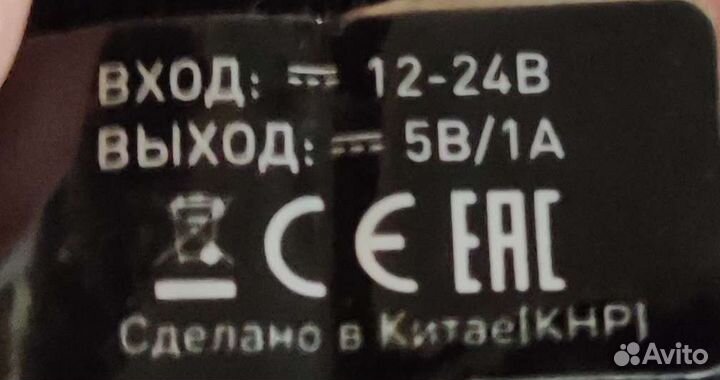 ВХОД: ⎓ 12-24В
ВЫХОД: ⎓ 5В/1А
CE EAC
Сделано в Китае(КНР)
Avito